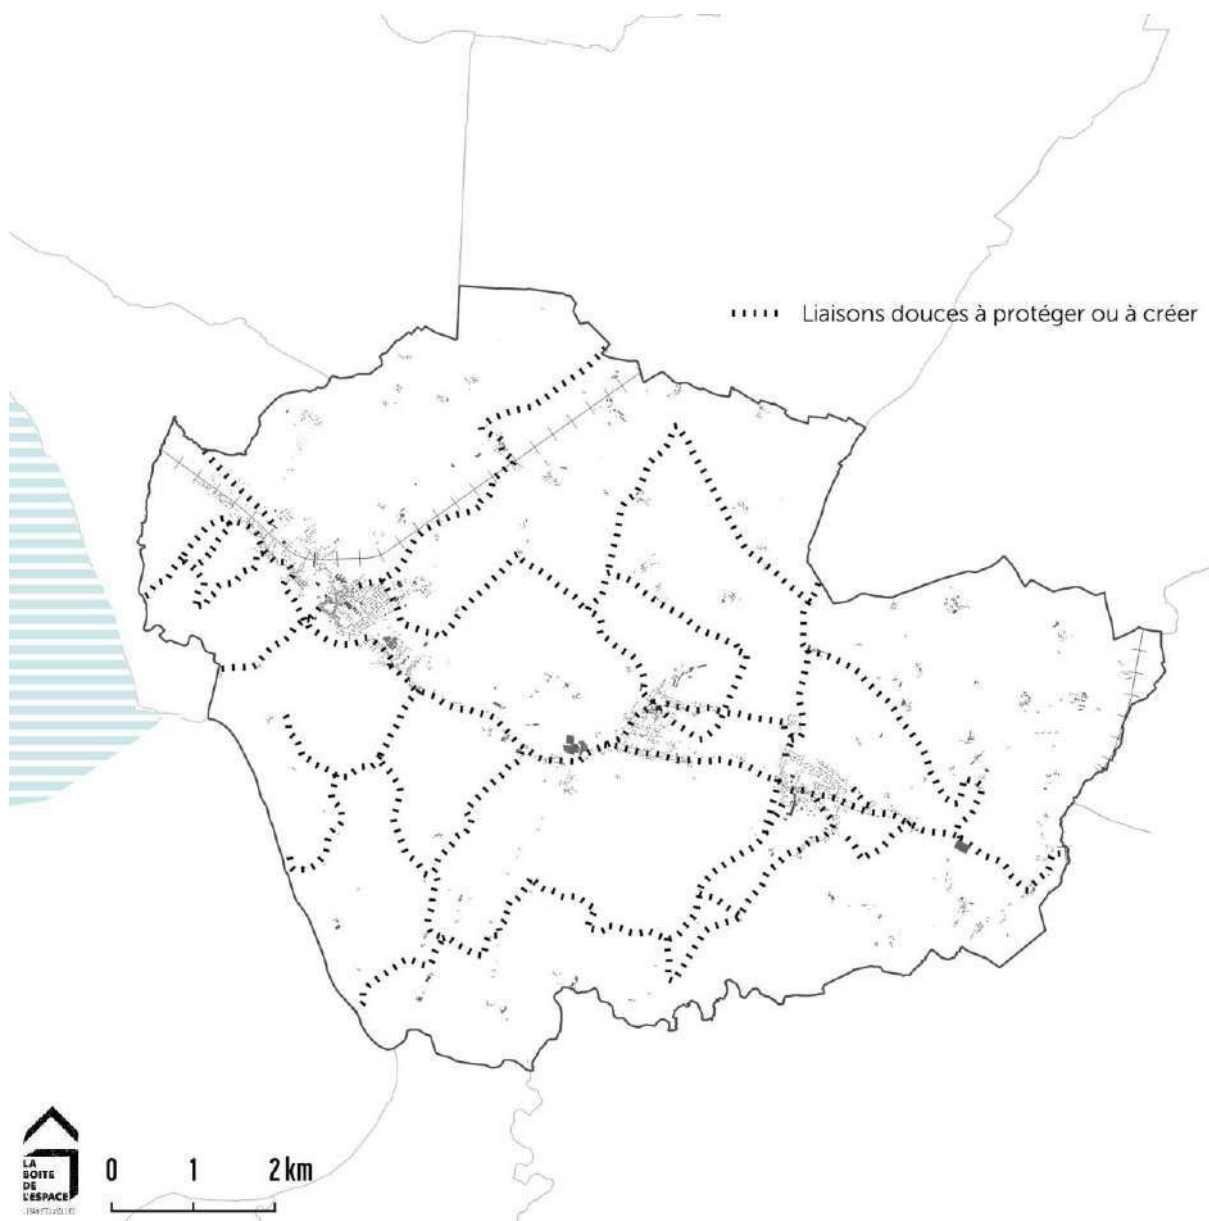 Liaisons douces à protéger ou à créer
LA
BOITE
DE
L'ESPACE
0 1 2 km